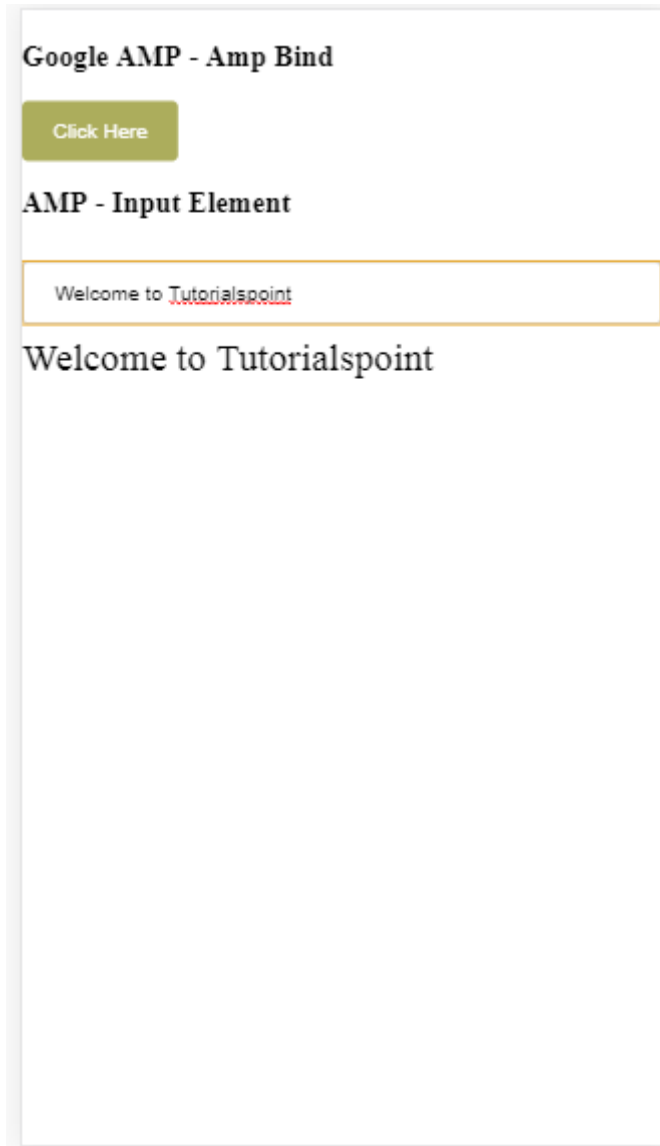 Google AMP - Amp Bind
Click Here
AMP - Input Element
Welcome to Tutorialspoint
Welcome to Tutorialspoint